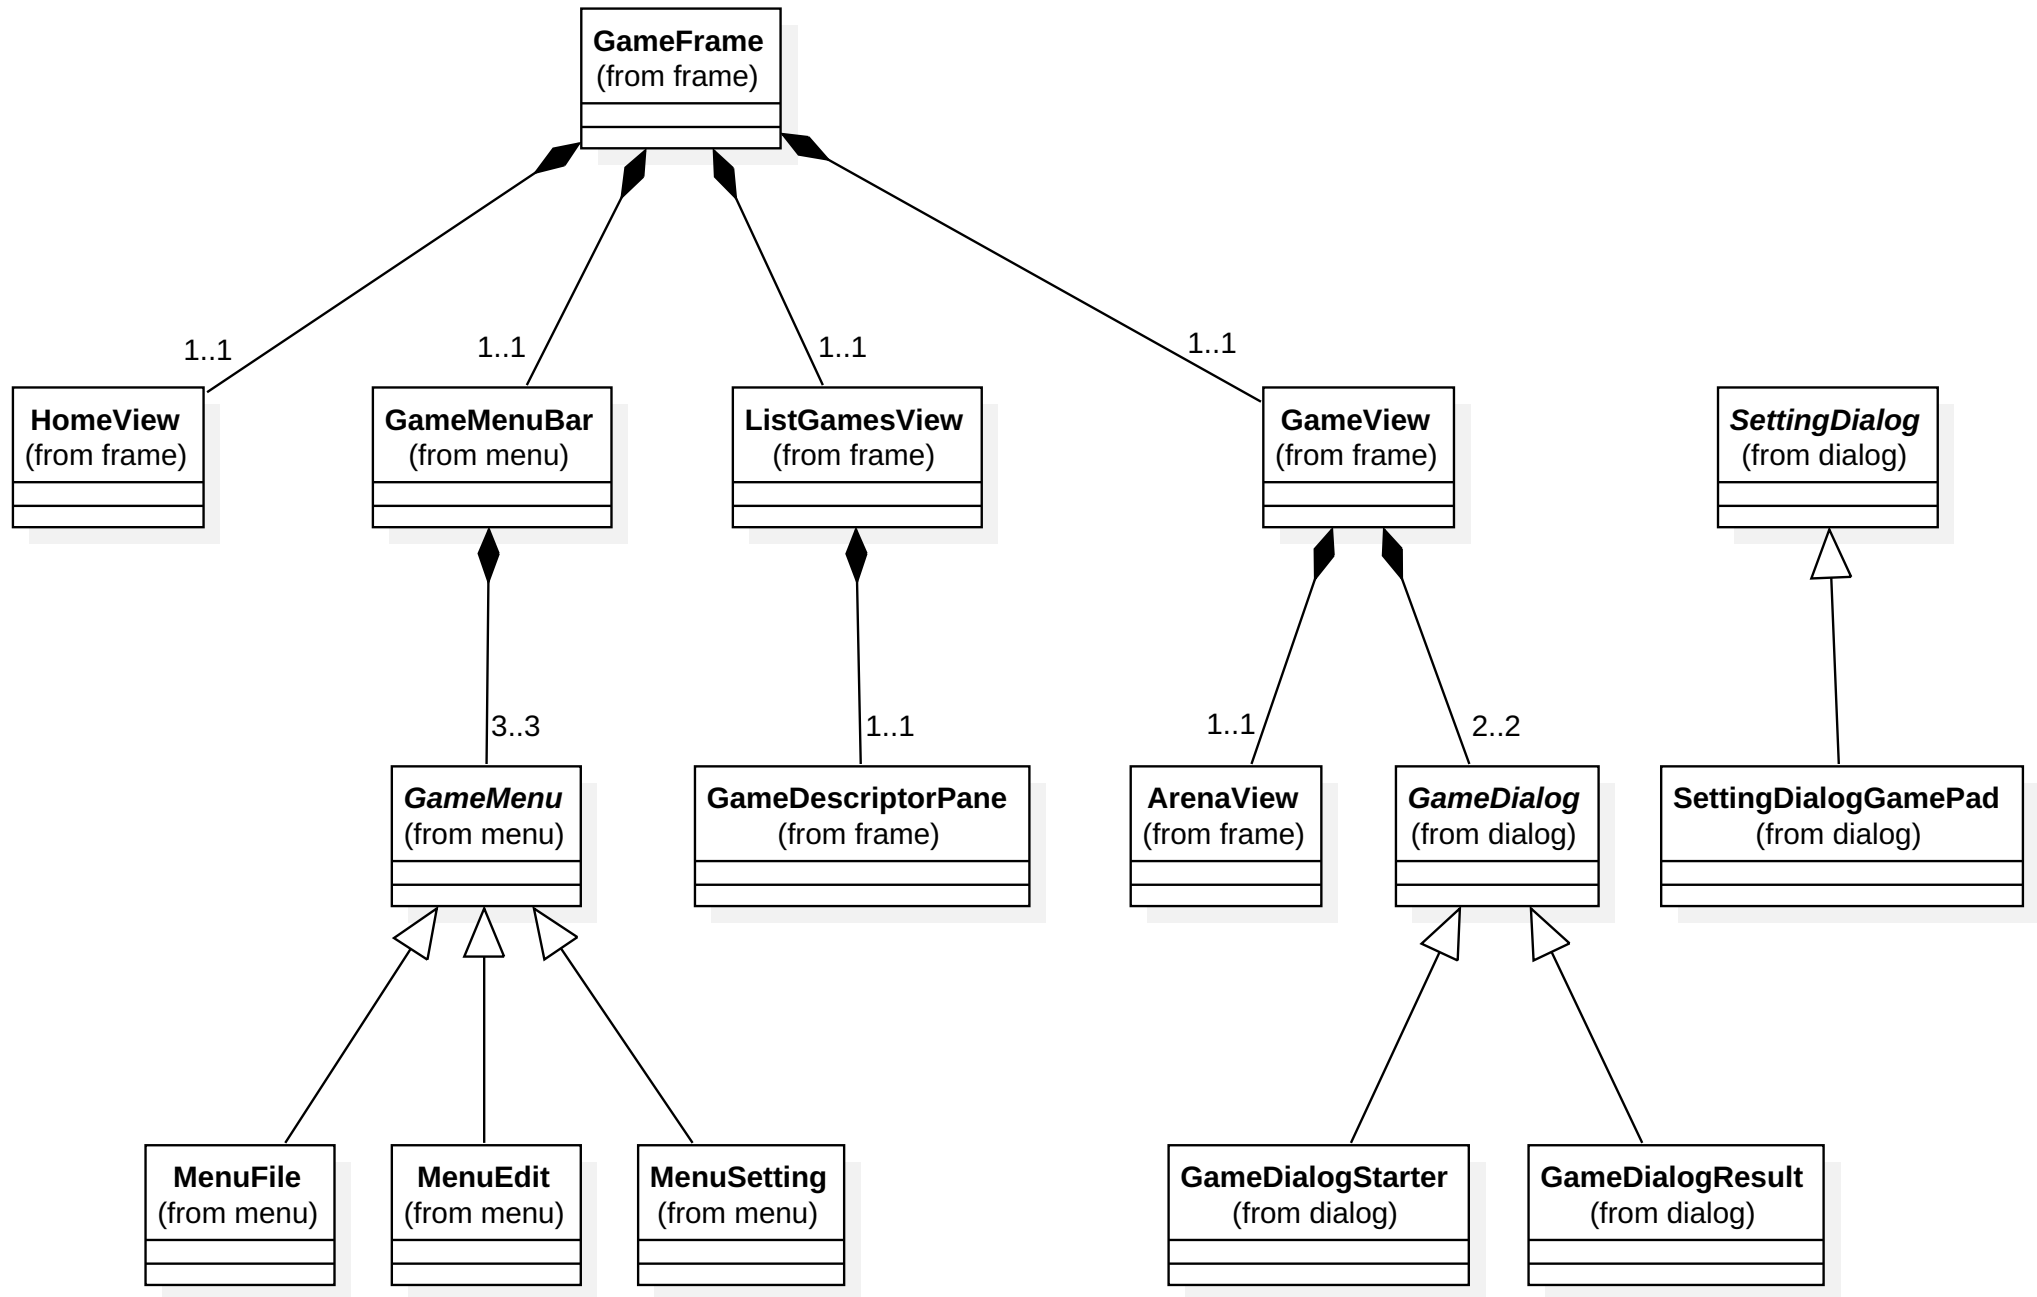 GameFrame
(from frame)
1..1
1..1
1..1
1..1
HomeView
(from frame)
GameMenuBar
(from menu)
ListGamesView
(from frame)
GameView
(from frame)
SettingDialog
(from dialog)
3..3
1..1
1..1
2..2
GameMenu
(from menu)
GameDescriptorPane
(from frame)
ArenaView
(from frame)
GameDialog
(from dialog)
SettingDialogGamePad
(from dialog)
MenuFile
(from menu)
MenuEdit
(from menu)
MenuSetting
(from menu)
GameDialogStarter
(from dialog)
GameDialogResult
(from dialog)